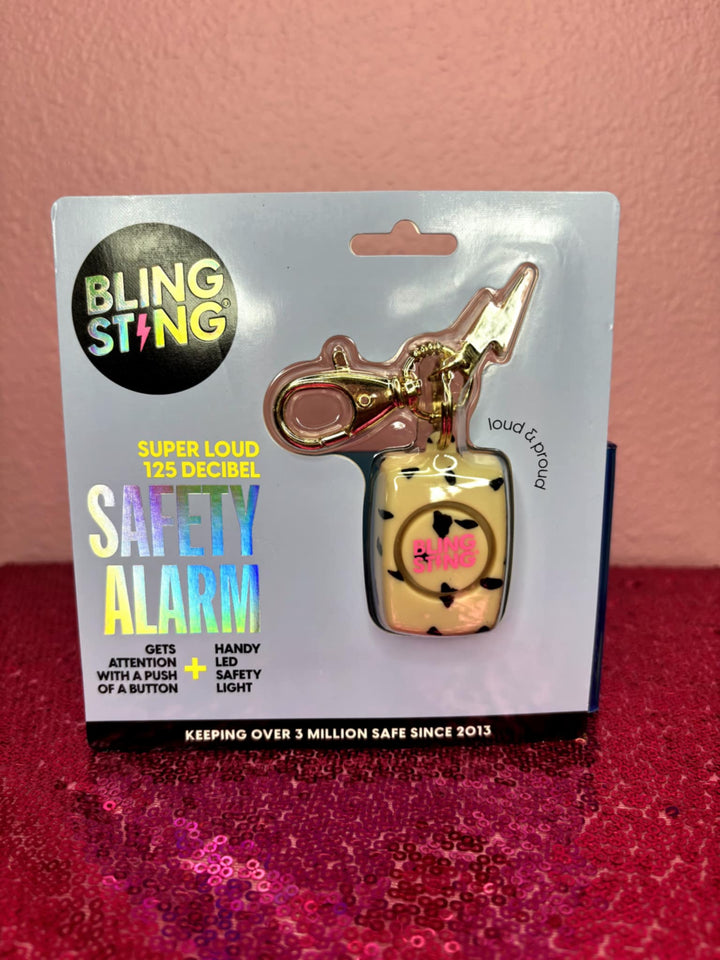 BLING
STING®
loud & proud
SUPER LOUD
125 DECIBEL
SAFETY
ALARM
BLING
STING
GETS
ATTENTION
WITH A PUSH
OF A BUTTON
+
HANDY
LED
SAFETY
LIGHT
KEEPING OVER 3 MILLION SAFE SINCE 2013